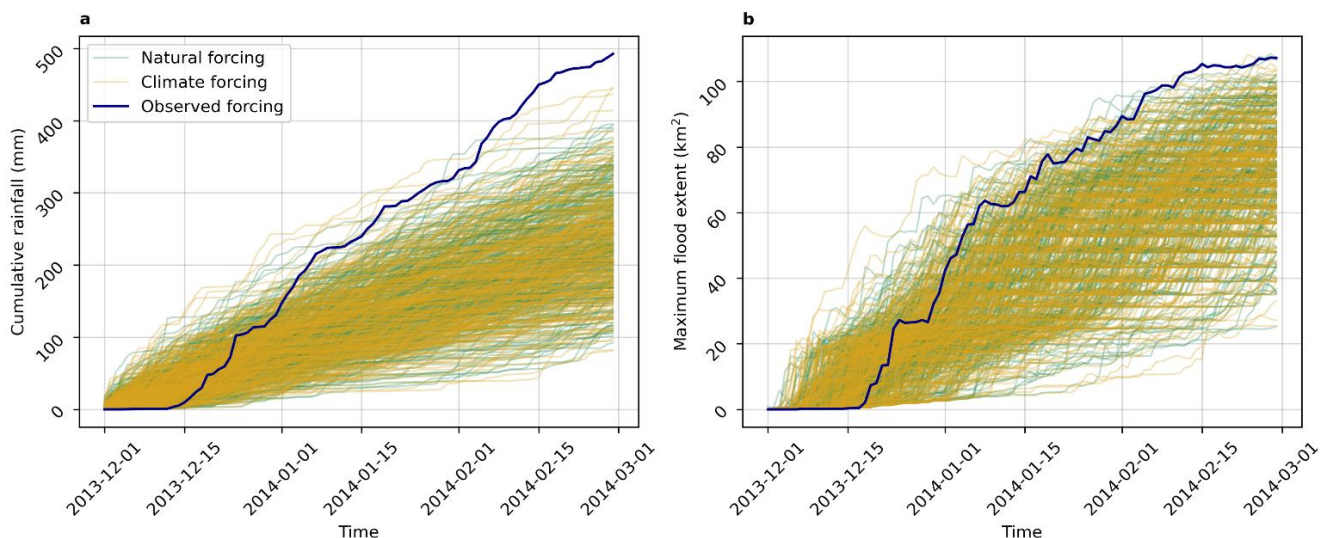 a
Natural forcing
Climate forcing
Observed forcing
Cumulative rainfall (mm)
500
400
300
200
100
0
2013-12-01
2013-12-15
2014-01-01
2014-01-15
2014-02-01
2014-02-15
2014-03-01
Time
b
Maximum flood extent (km²)
100
80
60
40
20
0
2013-12-01
2013-12-15
2014-01-01
2014-01-15
2014-02-01
2014-02-15
2014-03-01
Time